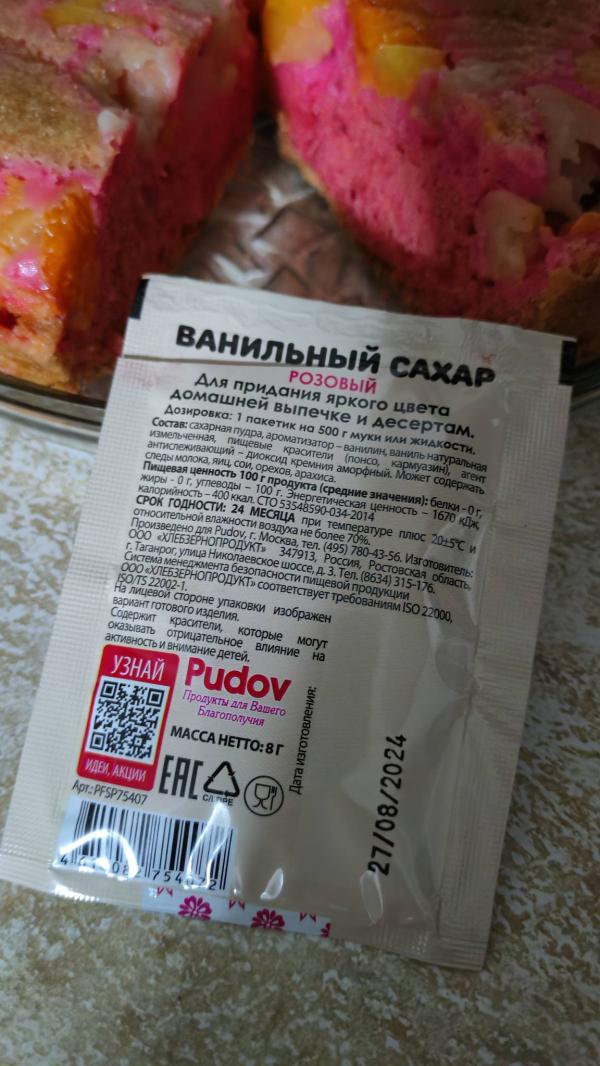 ВАНИЛЬНЫЙ САХАР
РОЗОВЫЙ
Для придания яркого цвета
домашней выпечке и десертам.
Дозировка: 1 пакетик на 500 г муки или жидкости.
Состав: сахарная пудра, ароматизатор – ванилин, ваниль натуральная
измельченная, пищевые красители (понсо, кармуазин), агент
антислеживающий – диоксид кремния аморфный. Может содержать
следы молока, яиц, сои, орехов, арахиса.
Пищевая ценность 100 г продукта (средние значения): белки - 0 г,
жиры - 0 г, углеводы – 100 г. Энергетическая ценность – 1670 кДж,
калорийность – 400 ккал. СТО 53548590-034-2014
СРОК ГОДНОСТИ: 24 МЕСЯЦА при температуре плюс 20±5°С и
относительной влажности воздуха не более 70%.
Произведено для Pudov, г. Москва, тел. (495) 780-43-56. Изготовитель:
ООО «ХЛЕБЗЕРНОПРОДУКТ» 347913, Россия, Ростовская область,
г. Таганрог, улица Николаевское шоссе, д. 3. Тел. (8634) 315-176.
Система менеджмента безопасности пищевой продукции
ООО «ХЛЕБЗЕРНОПРОДУКТ» соответствует требованиям ISO 22000,
ISO/TS 22002-1.
На лицевой стороне упаковки изображен
вариант готового изделия.
Содержит красители, которые могут
оказывать отрицательное влияние на
активность и внимание детей.
УЗНАЙ
ИДЕИ, АКЦИИ
Pudov
Продукты для Вашего
Благополучия
МАССА НЕТТО: 8 Г
EAC
Дата изготовления:
27/08/2024
Арт.: PFSP75407